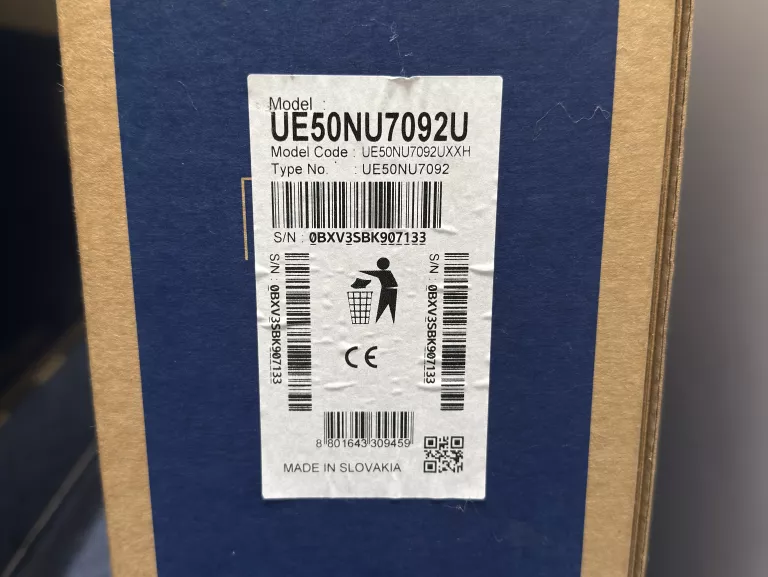 Model :
UE50NU7092U
Model Code : UE50NU7092UXXH
Type No. : UE50NU7092
S/N : 0BXV3SBK907133
S/N : 0BXV3SBK907133
S/N : 0BXV3SBK907133
CE
8 801643 309459
MADE IN SLOVAKIA